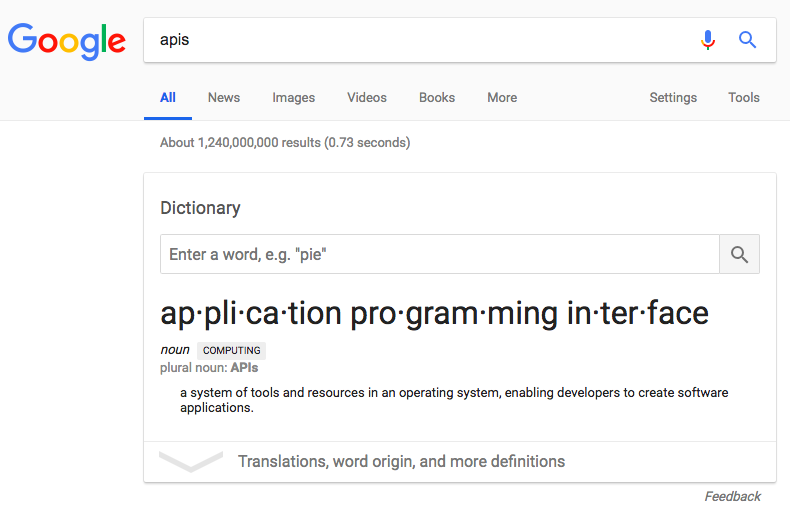 Google
apis
All News Images Videos Books More Settings Tools
About 1,240,000,000 results (0.73 seconds)
Dictionary
Enter a word, e.g. "pie"
ap·pli·ca·tion pro·gram·ming in·ter·face
noun COMPUTING
plural noun: APIs
a system of tools and resources in an operating system, enabling developers to create software
applications.
Translations, word origin, and more definitions
Feedback